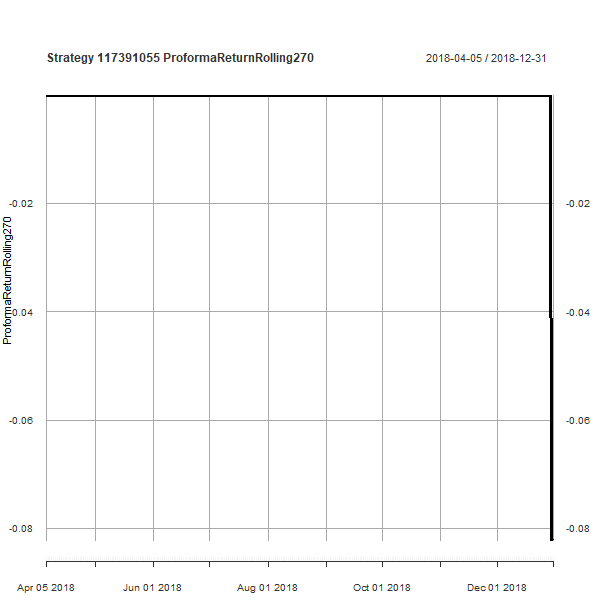 Strategy 117391055 ProformaReturnRolling270
2018-04-05 / 2018-12-31
ProformaReturnRolling270
-0.02
-0.04
-0.06
-0.08
-0.02
-0.04
-0.06
-0.08
Apr 05 2018
Jun 01 2018
Aug 01 2018
Oct 01 2018
Dec 01 2018